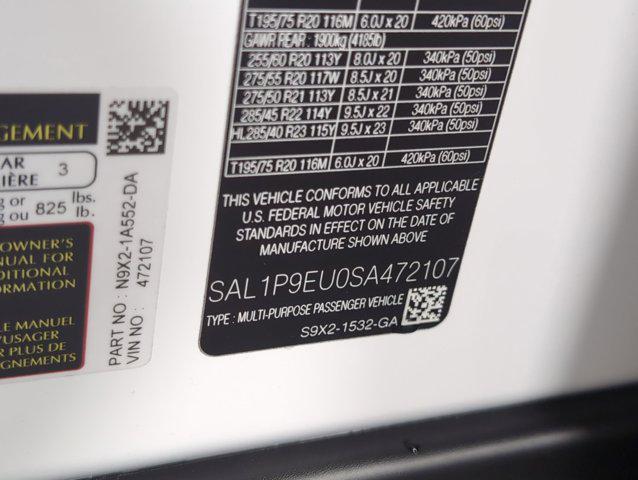 GEMENT
AR
IÈRE 3
g or 825 lbs.
g ou lb.
OWNER'S
NUAL FOR
DITIONAL
RMATION
LE MANUEL
'USAGER
R PLUS DE
IGNEMENTS
PART NO : N9X2-1A552-DA
VIN NO : 472107
T195/75 R20 116M 6.0J x 20 420kPa (60psi)
GAWR REAR : 1900kg (4185lb)
255/60 R20 113Y 8.0J x 20 340kPa (50psi)
275/55 R20 117W 8.5J x 20 340kPa (50psi)
275/50 R21 113Y 8.5J x 21 340kPa (50psi)
285/45 R22 114Y 9.5J x 22 340kPa (50psi)
HL285/40 R23 115Y 9.5J x 23 340kPa (50psi)
T195/75 R20 116M 6.0J x 20 420kPa (60psi)
THIS VEHICLE CONFORMS TO ALL APPLICABLE
U.S. FEDERAL MOTOR VEHICLE SAFETY
STANDARDS IN EFFECT ON THE DATE OF
MANUFACTURE SHOWN ABOVE
SAL1P9EU0SA472107
TYPE : MULTI-PURPOSE PASSENGER VEHICLE
S9X2-1532-GA